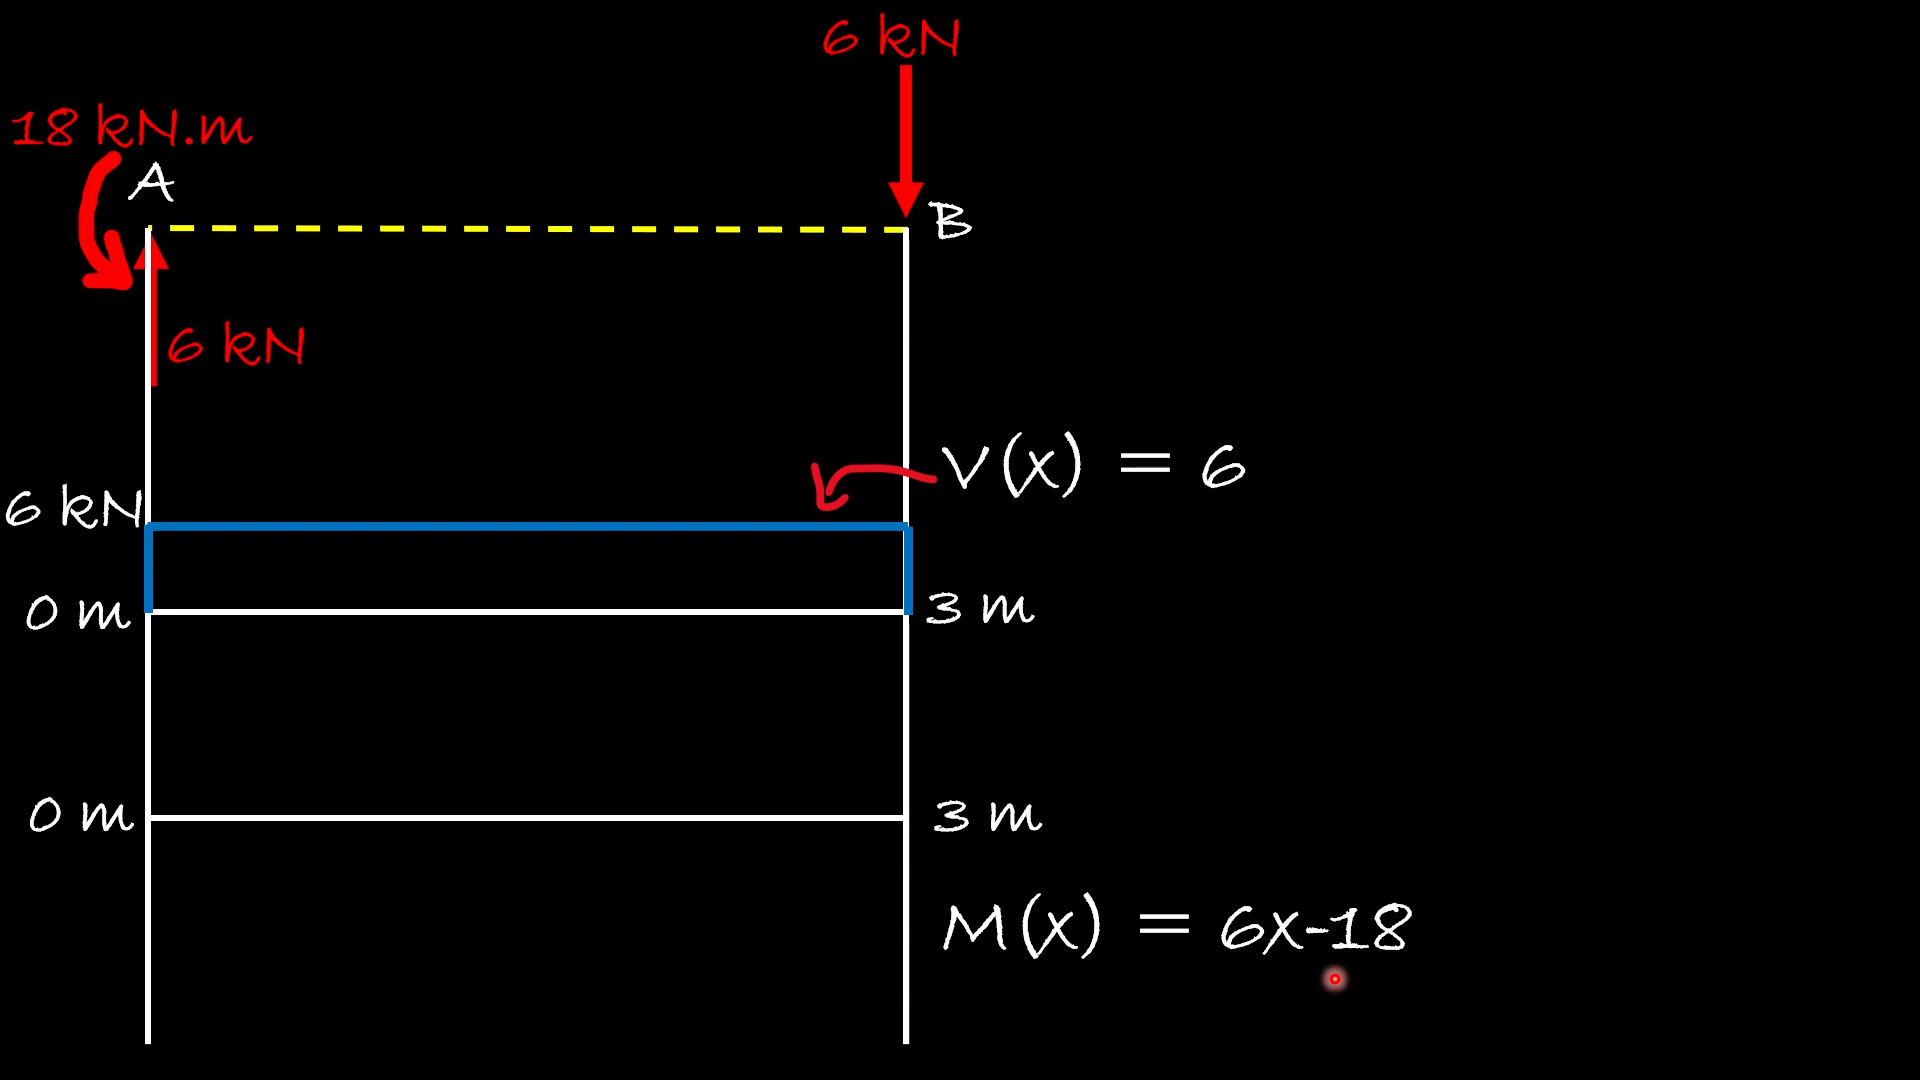 6 kN
18 kN.m
A
B
6 kN
V(x) = 6
6 kN
0 m
3 m
0 m
3 m
M(x) = 6x-18